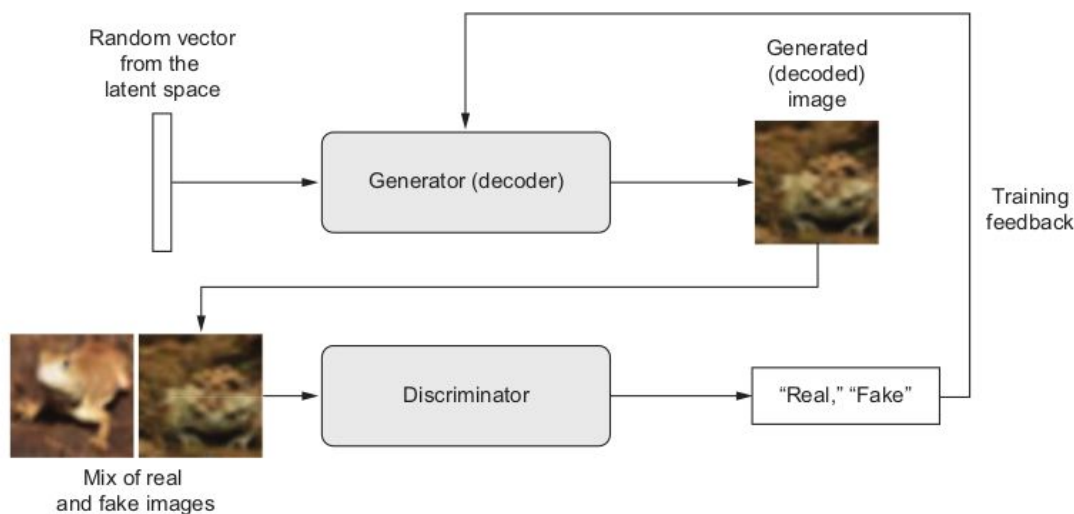 Random vector
from the
latent space
Generator (decoder)
Generated
(decoded)
image
Training
feedback
Discriminator
“Real,” “Fake”
Mix of real
and fake images